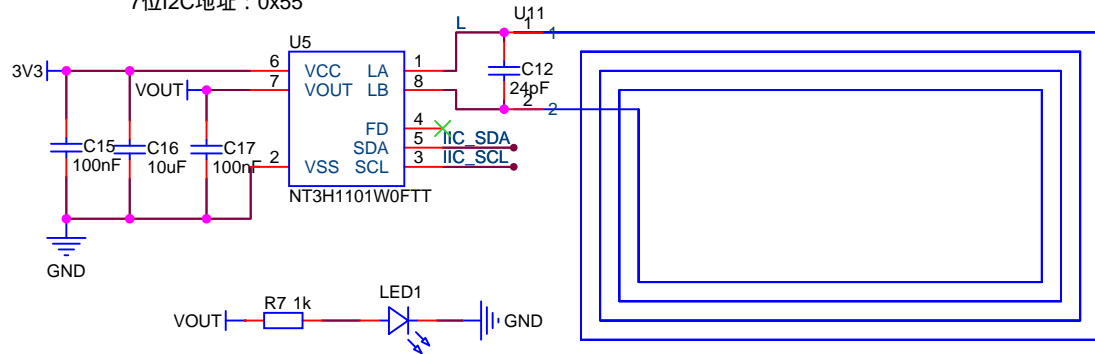 7位I2C地址：0x55
U11
L
1
1
U5
3V3
6
VCC
LA
1
7
VOUT
LB
8
VOUT
C12
24pF
2
2
4
FD
IIC_SDA
5
SDA
IIC_SCL
3
SCL
2
VSS
C15
100nF
C16
10uF
C17
100nF
NT3H1101W0FTT
GND
LED1
R7 1k
VOUT
GND